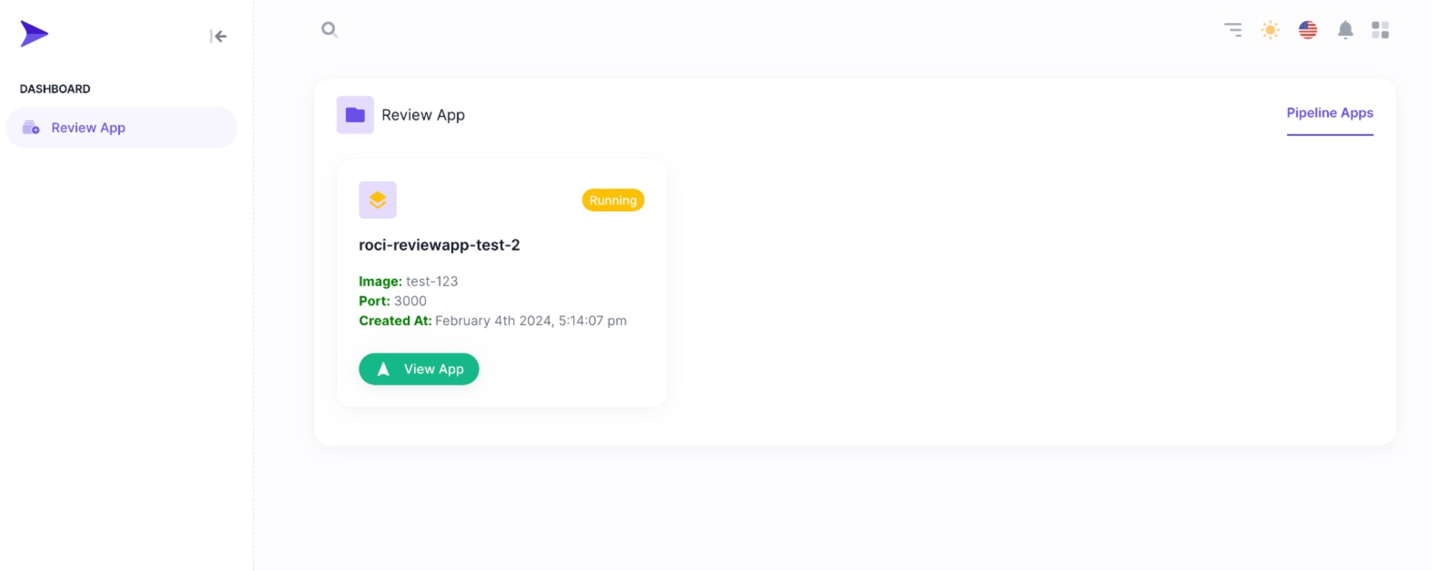 DASHBOARD
Review App
Review App
Pipeline Apps
Running
roci-reviewapp-test-2
Image: test-123
Port: 3000
Created At: February 4th 2024, 5:14:07 pm
View App